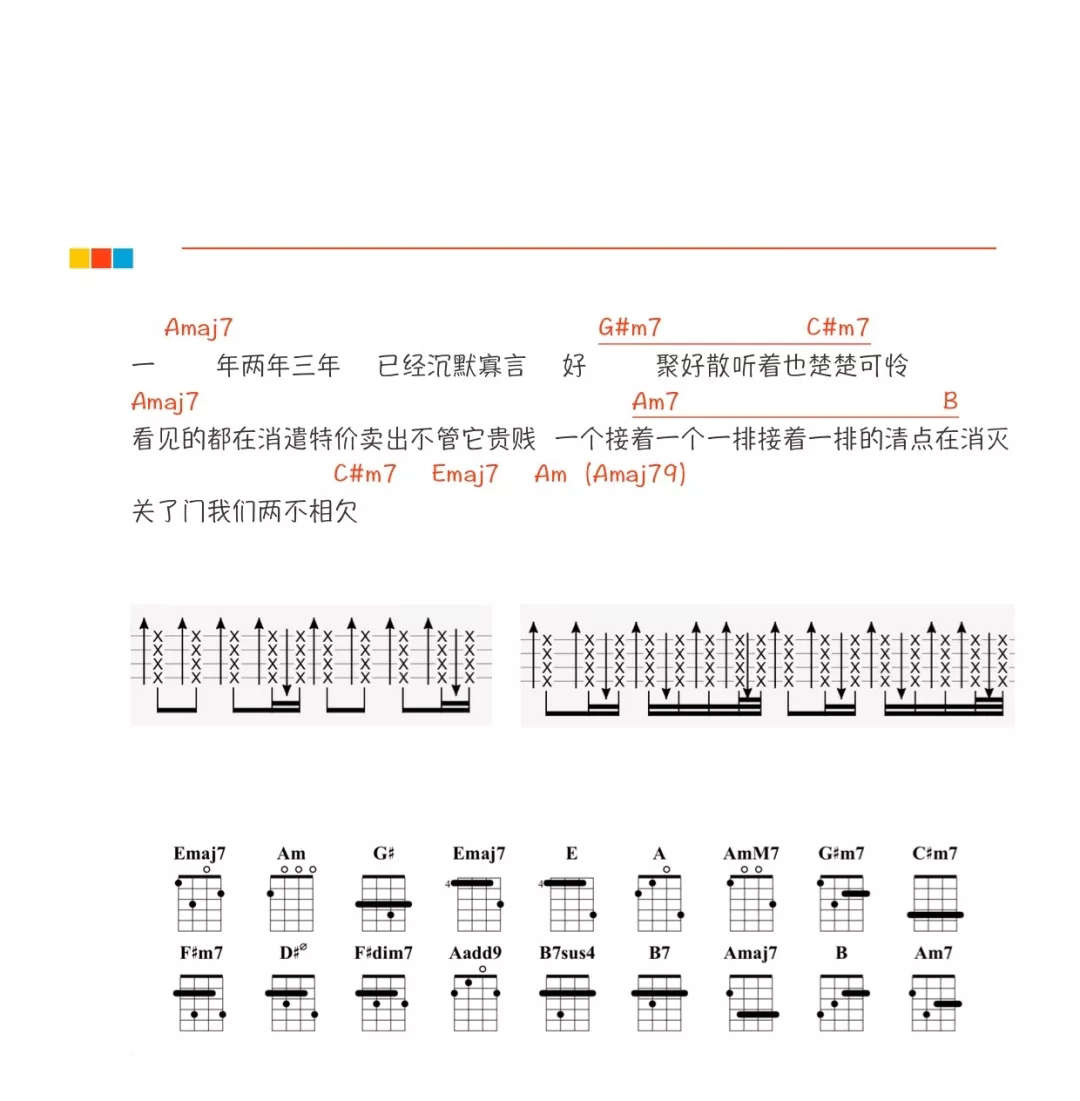 Amaj7 G#m7 C#m7
一 年两年三年 已经沉默寡言 好 聚好散听着也楚楚可怜
Amaj7 Am7 B
看见的都在消遣特价卖出不管它贵贱 一个接着一个一排接着一排的清点在消灭
C#m7 Emaj7 Am (Amaj79)
关了门我们两不相欠
Emaj7 Am G♯ Emaj7 E A AmM7 G♯m7 C♯m7
4 4
F♯m7 D♯ø F♯dim7 Aadd9 B7sus4 B7 Amaj7 B Am7